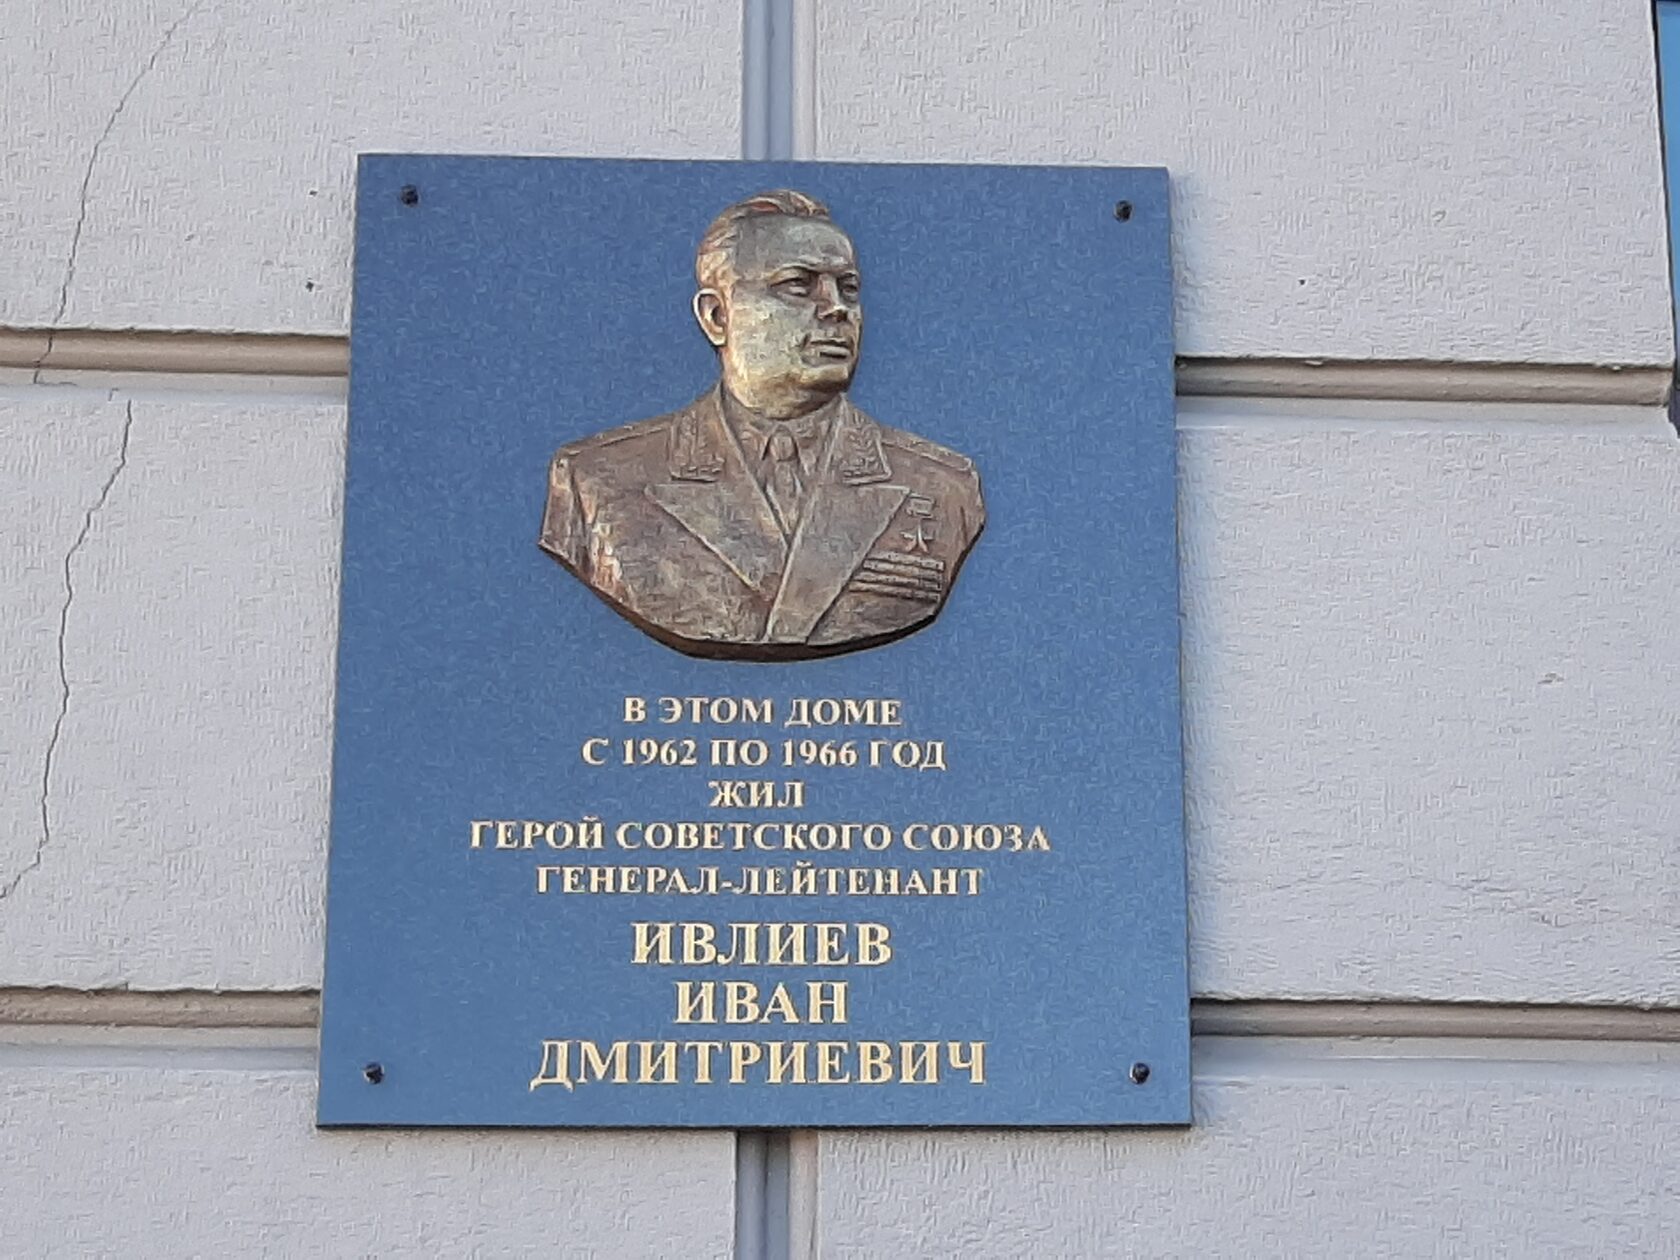 В ЭТОМ ДОМЕ
С 1962 ПО 1966 ГОД
ЖИЛ
ГЕРОЙ СОВЕТСКОГО СОЮЗА
ГЕНЕРАЛ-ЛЕЙТЕНАНТ
ИВЛИЕВ
ИВАН
ДМИТРИЕВИЧ